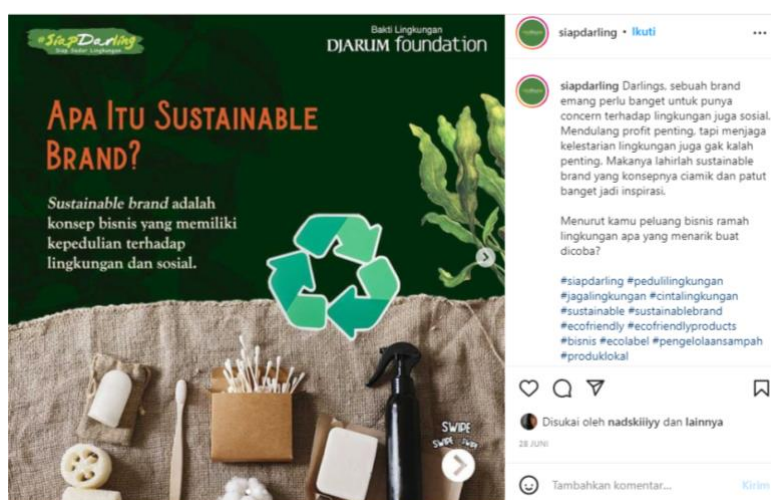 #SiapDarling
Siap Sadar Lingkungan
Bakti Lingkungan
DJARUM foundation
APA ITU SUSTAINABLE
BRAND?
Sustainable brand adalah
konsep bisnis yang memiliki
kepedulian terhadap
lingkungan dan sosial.
SWIPE
SWIPE SWIPE
siapdarling • Ikuti
siapdarling Darlings, sebuah brand
emang perlu banget untuk punya
concern terhadap lingkungan juga sosial.
Mendulang profit penting, tapi menjaga
kelestarian lingkungan juga gak kalah
penting. Makanya lahirlah sustainable
brand yang konsepnya ciamik dan patut
banget jadi inspirasi.
Menurut kamu peluang bisnis ramah
lingkungan apa yang menarik buat
dicoba?
#siapdarling #pedulilingkungan
#jagalingkungan #cintalingkungan
#sustainable #sustainablebrand
#ecofriendly #ecofriendlyproducts
#bisnis #ecolabel #pengelolaansampah
#produklokal
Disukai oleh nadskiiiyy dan lainnya
28 JUNI
Tambahkan komentar...
Kirim